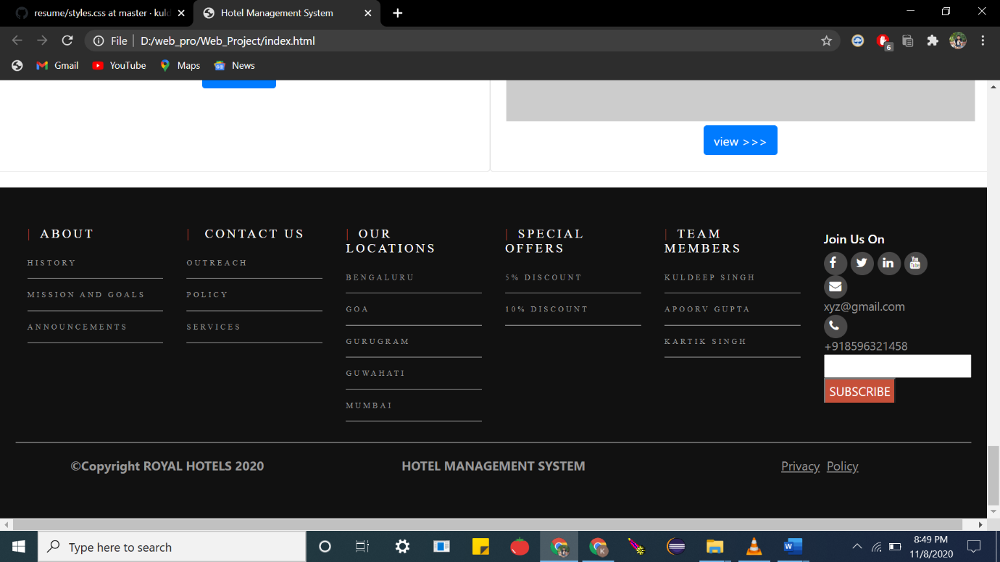 resume/styles.css at master · kuld
Hotel Management System
File
D:/web_pro/Web_Project/index.html
6
Gmail
YouTube
Maps
News
view >>>
| ABOUT
HISTORY
MISSION AND GOALS
ANNOUNCEMENTS
| CONTACT US
OUTREACH
POLICY
SERVICES
| OUR
LOCATIONS
BENGALURU
GOA
GURUGRAM
GUWAHATI
MUMBAI
| SPECIAL
OFFERS
5% DISCOUNT
10% DISCOUNT
| TEAM
MEMBERS
KULDEEP SINGH
APOORV GUPTA
KARTIK SINGH
Join Us On
You
Tube
xyz@gmail.com
+918596321458
SUBSCRIBE
©Copyright ROYAL HOTELS 2020
HOTEL MANAGEMENT SYSTEM
Privacy Policy
Type here to search
K
W
8:49 PM
11/8/2020